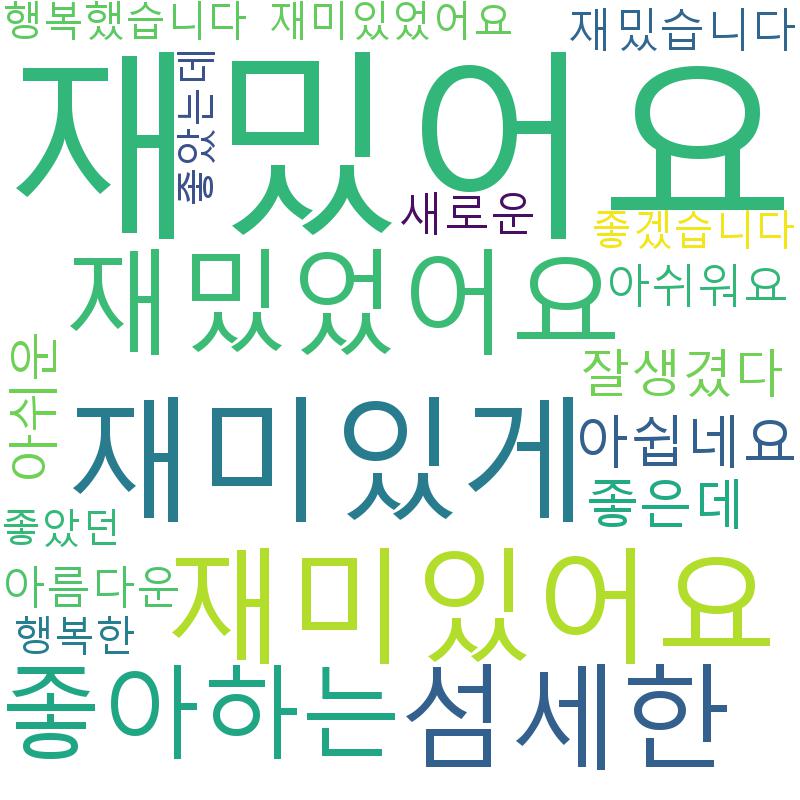 행복했습니다 재미있었어요 재밌습니다
재밌어요
좋았는데
새로운
좋겠습니다
재밌었어요
아쉬워요
아쉬운
잘생겼다
재미있게
아쉽네요
좋은데
좋았던
재미있어요
아름다운
행복한
좋아하는
섬세한